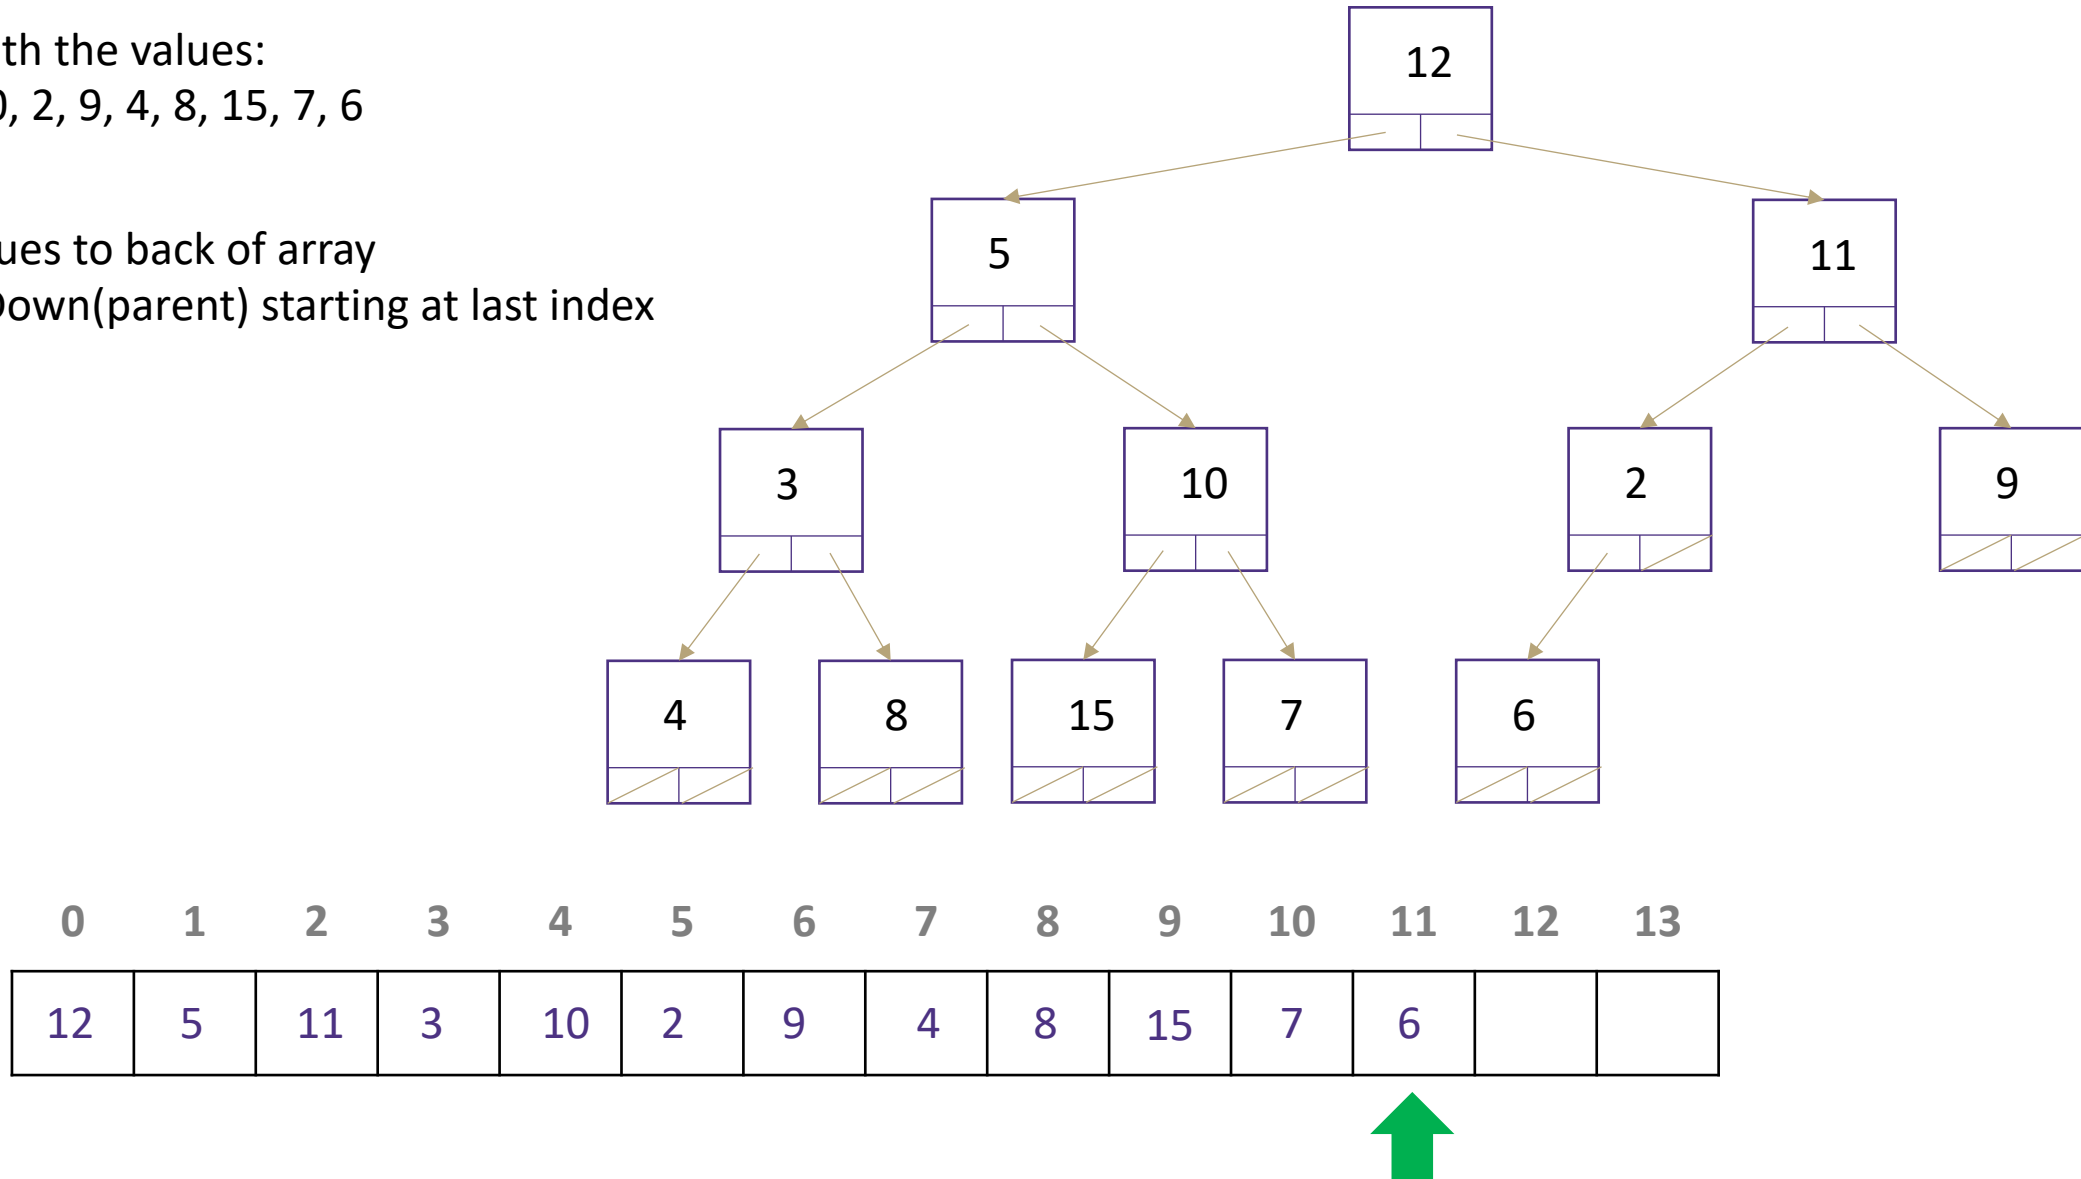 th the values:
, 2, 9, 4, 8, 15, 7, 6
ues to back of array
Down(parent) starting at last index
12
5 11
3 10 2 9
4 8 15 7 6
0 1 2 3 4 5 6 7 8 9 10 11 12 13
12 5 11 3 10 2 9 4 8 15 7 6